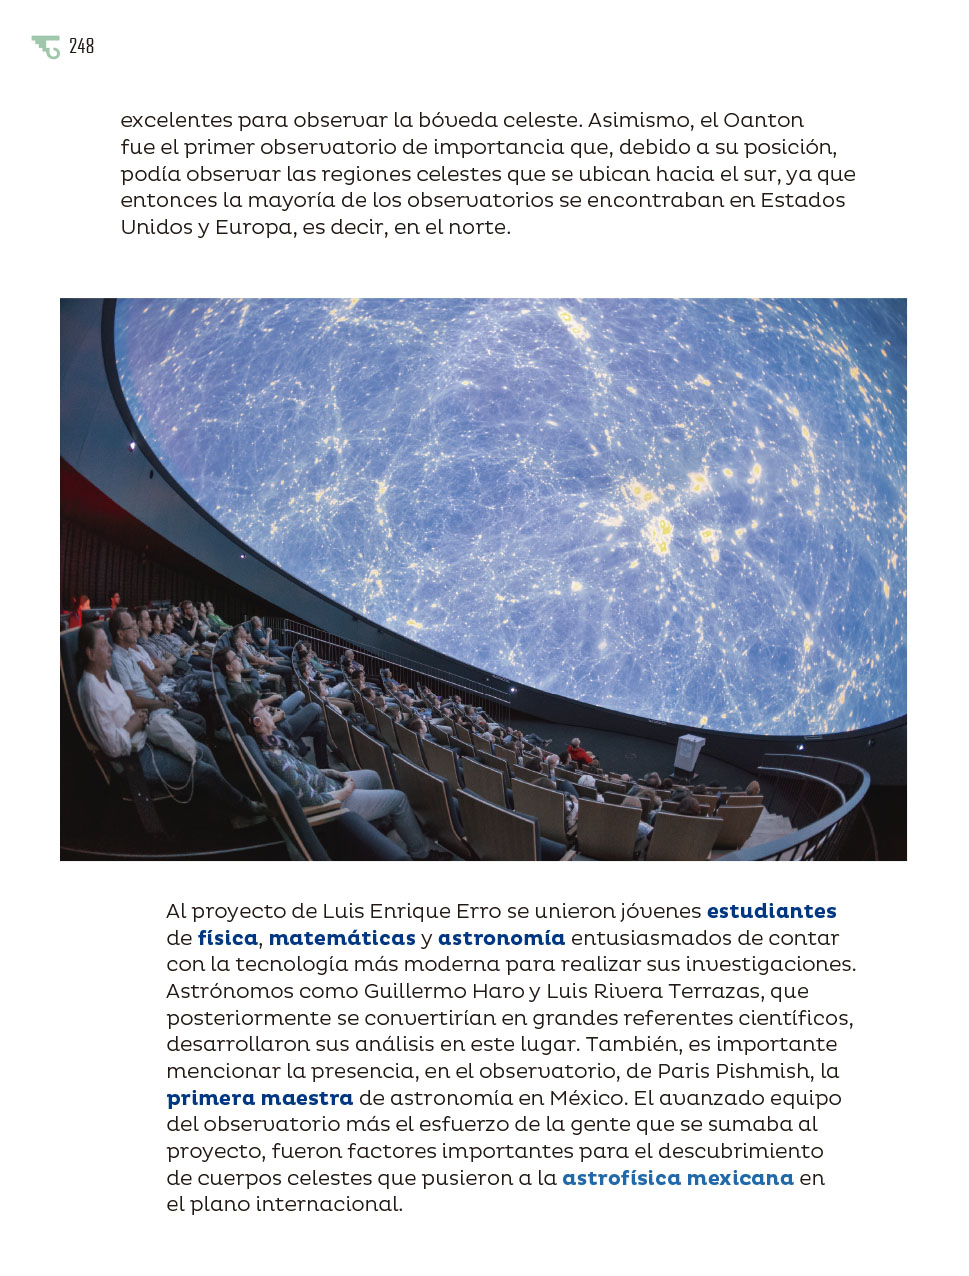 248
excelentes para observar la bóveda celeste. Asimismo, el Oanton
fue el primer observatorio de importancia que, debido a su posición,
podía observar las regiones celestes que se ubican hacia el sur, ya que
entonces la mayoría de los observatorios se encontraban en Estados
Unidos y Europa, es decir, en el norte.
Al proyecto de Luis Enrique Erro se unieron jóvenes estudiantes
de física, matemáticas y astronomía entusiasmados de contar
con la tecnología más moderna para realizar sus investigaciones.
Astrónomos como Guillermo Haro y Luis Rivera Terrazas, que
posteriormente se convertirían en grandes referentes científicos,
desarrollaron sus análisis en este lugar. También, es importante
mencionar la presencia, en el observatorio, de Paris Pishmish, la
primera maestra de astronomía en México. El avanzado equipo
del observatorio más el esfuerzo de la gente que se sumaba al
proyecto, fueron factores importantes para el descubrimiento
de cuerpos celestes que pusieron a la astrofísica mexicana en
el plano internacional.